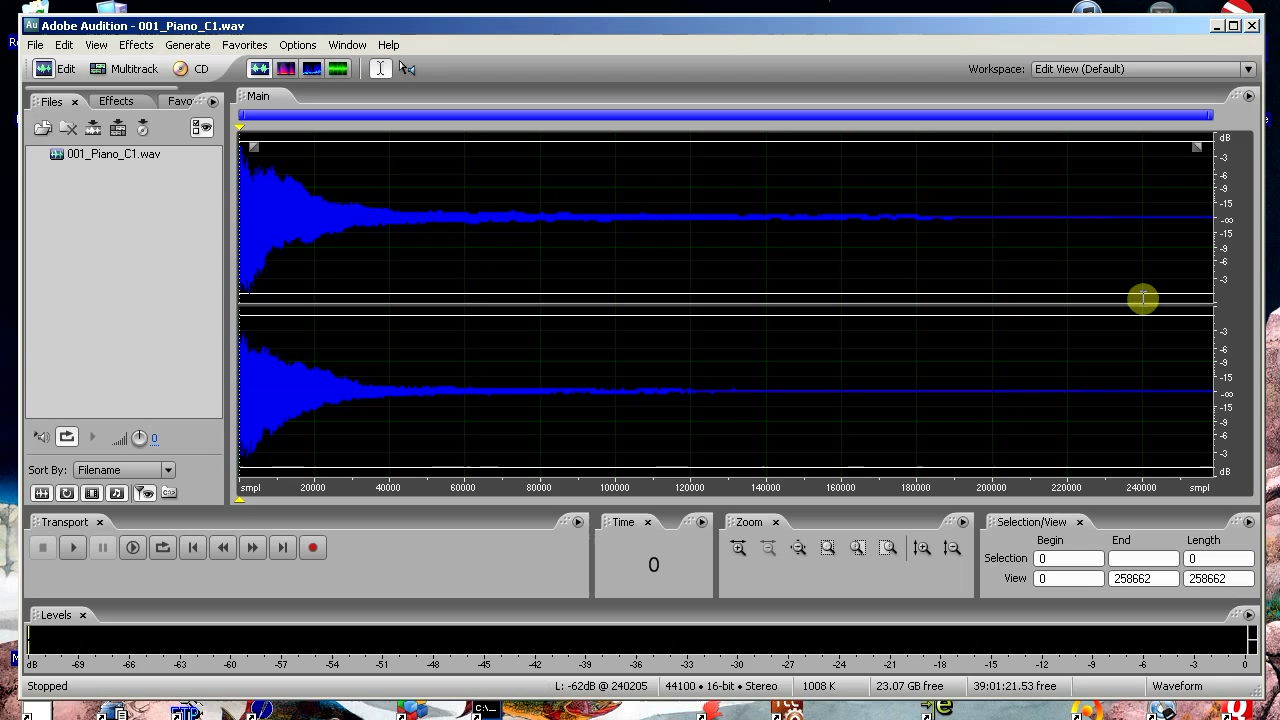 Adobe Audition - 001_Piano_C1.wav
File Edit View Effects Generate Favorites Options Window Help
Edit Multitrack CD
Workspace: Edit View (Default)
Files Effects Favo
Main
001_Piano_C1.wav
dB
-3
-6
-9
-15
-∞
-15
-9
-6
-3
-3
-6
-9
-15
-∞
-15
-9
-6
-3
dB
0
Sort By: Filename
smpl 20000 40000 60000 80000 100000 120000 140000 160000 180000 200000 220000 240000 smpl
Transport Time Zoom Selection/View
Begin End Length
Selection 0 0
View 0 258662 258662
0
Levels
dB -69 -66 -63 -60 -57 -54 -51 -48 -45 -42 -39 -36 -33 -30 -27 -24 -21 -18 -15 -12 -9 -6 -3 0
Stopped L: -62dB @ 240205 44100 • 16-bit • Stereo 1008 K 23.07 GB free 39:01:21.53 free Waveform